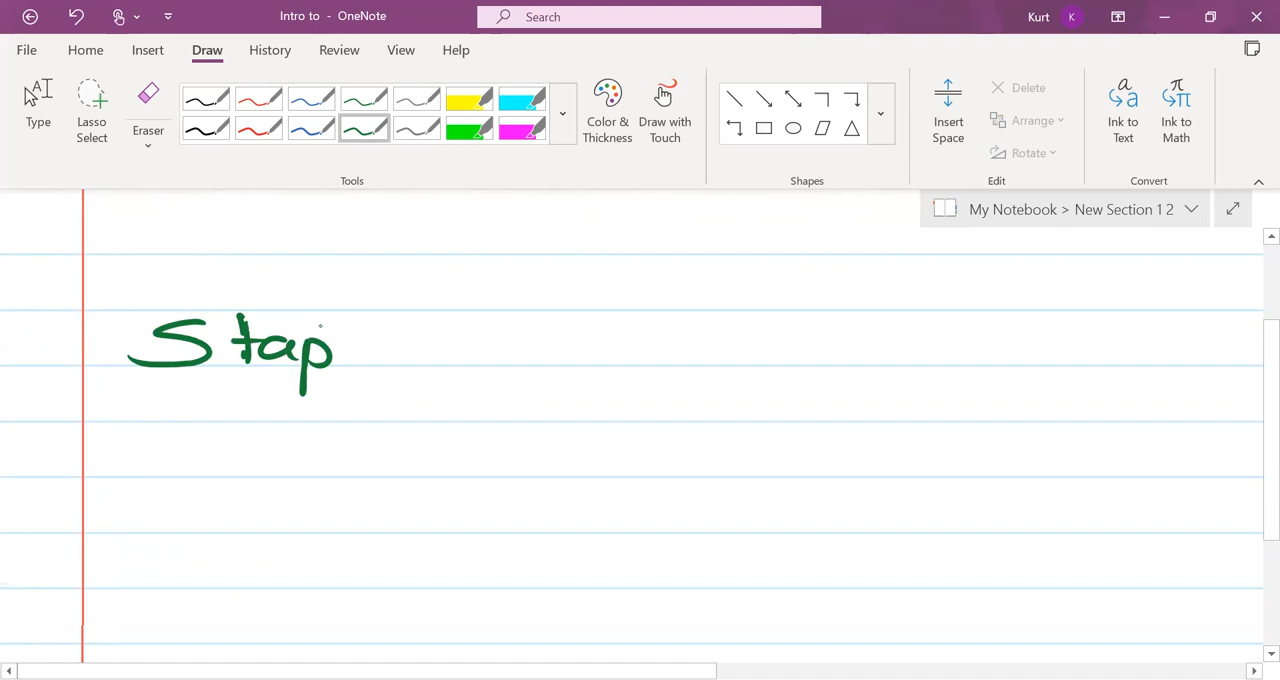 Intro to - OneNote
Search
Kurt K
File Home Insert Draw History Review View Help
Type
Lasso Select
Eraser
Color & Thickness
Draw with Touch
Insert Space
Delete
Arrange
Rotate
Ink to Text
Ink to Math
Tools Shapes Edit Convert
My Notebook > New Section 1 2
Stap